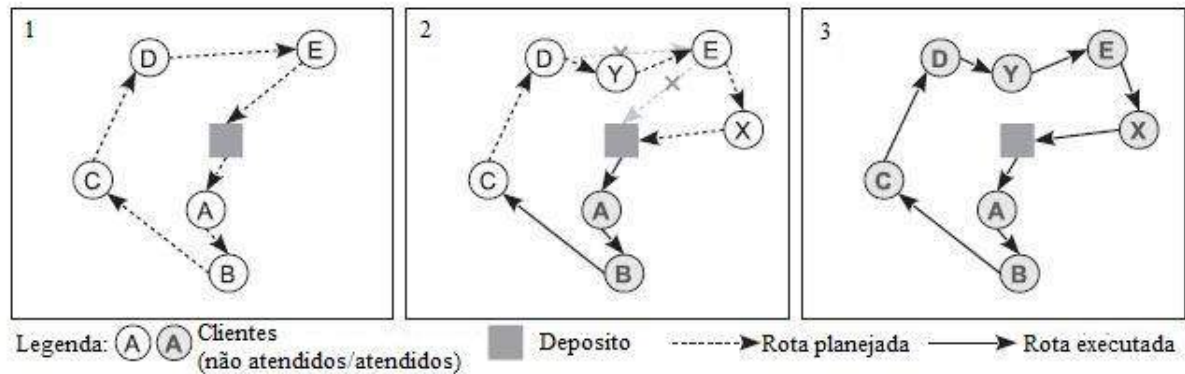 1
D
E
C
A
B
2
D
Y
E
X
C
A
B
3
D
Y
E
X
C
A
B
Legenda: A A Clientes
(não atendidos/atendidos)
Deposito
Rota planejada
Rota executada